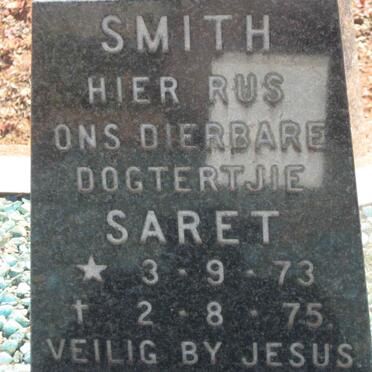 SMITH
HIER RUS
ONS DIERBARE
DOGTERTJIE
SARET
★ 3 - 9 - 73
† 2 - 8 - 75
VEILIG BY JESUS